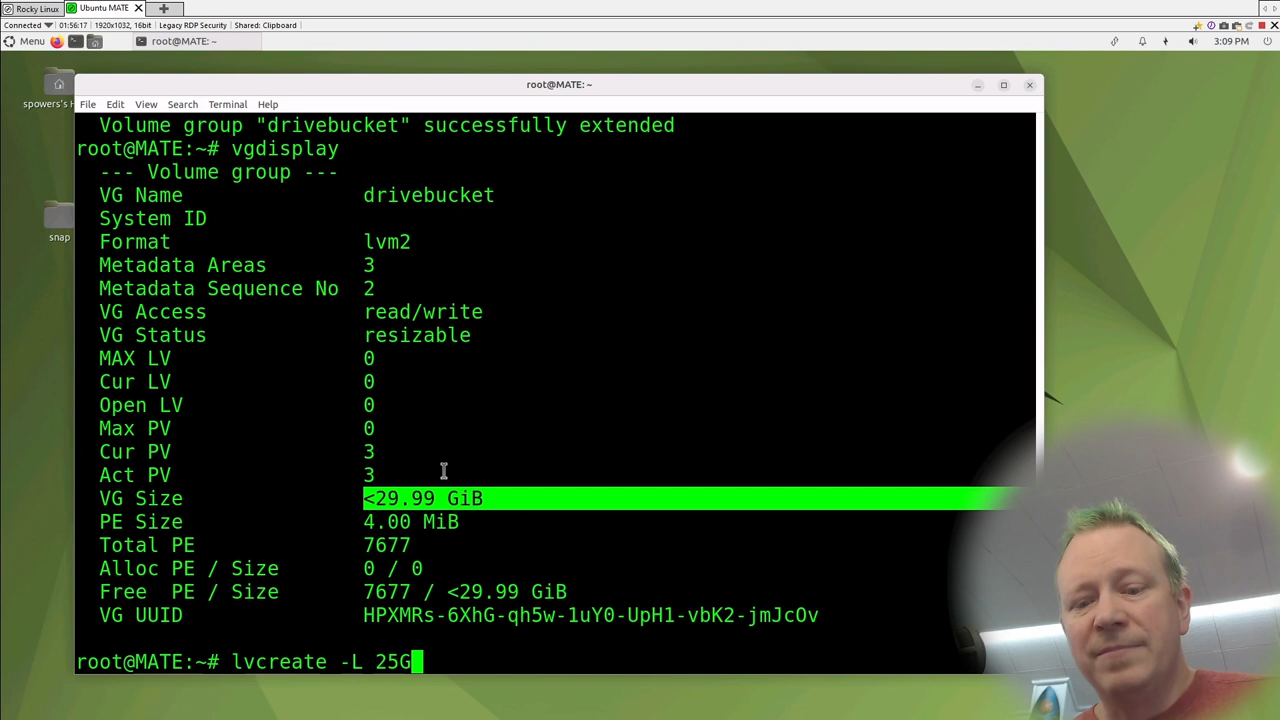 Rocky Linux
Ubuntu MATE
Connected 01:56:17 1920x1032, 16bit Legacy RDP Security Shared: Clipboard
Menu root@MATE: ~ 3:09 PM
spowers's H
snap
root@MATE: ~
File Edit View Search Terminal Help
Volume group "drivebucket" successfully extended
root@MATE:~# vgdisplay
--- Volume group ---
VG Name drivebucket
System ID
Format lvm2
Metadata Areas 3
Metadata Sequence No 2
VG Access read/write
VG Status resizable
MAX LV 0
Cur LV 0
Open LV 0
Max PV 0
Cur PV 3
Act PV 3
VG Size <29.99 GiB
PE Size 4.00 MiB
Total PE 7677
Alloc PE / Size 0 / 0
Free PE / Size 7677 / <29.99 GiB
VG UUID HPXMRs-6XhG-qh5w-1uY0-UpH1-vbK2-jmJcOv
root@MATE:~# lvcreate -L 25G